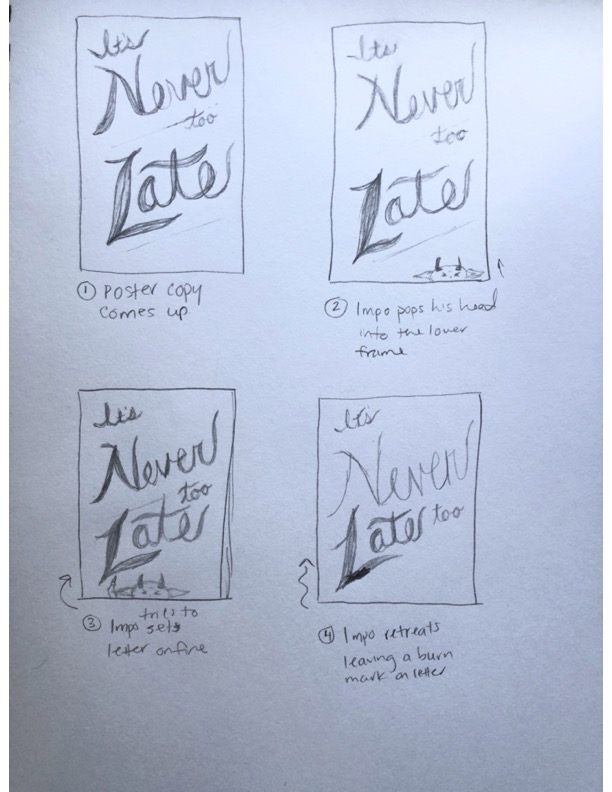 It's
Never
too
Late
① Poster copy
comes up
It's
Never
too
Late
② Impo pops his head
into the lower
frame
It's
Never
too
Late
tries to
③ Impo sets
letter on fire
It's
Never
Late too
④ Impo retreats
leaving a burn
mark on letter